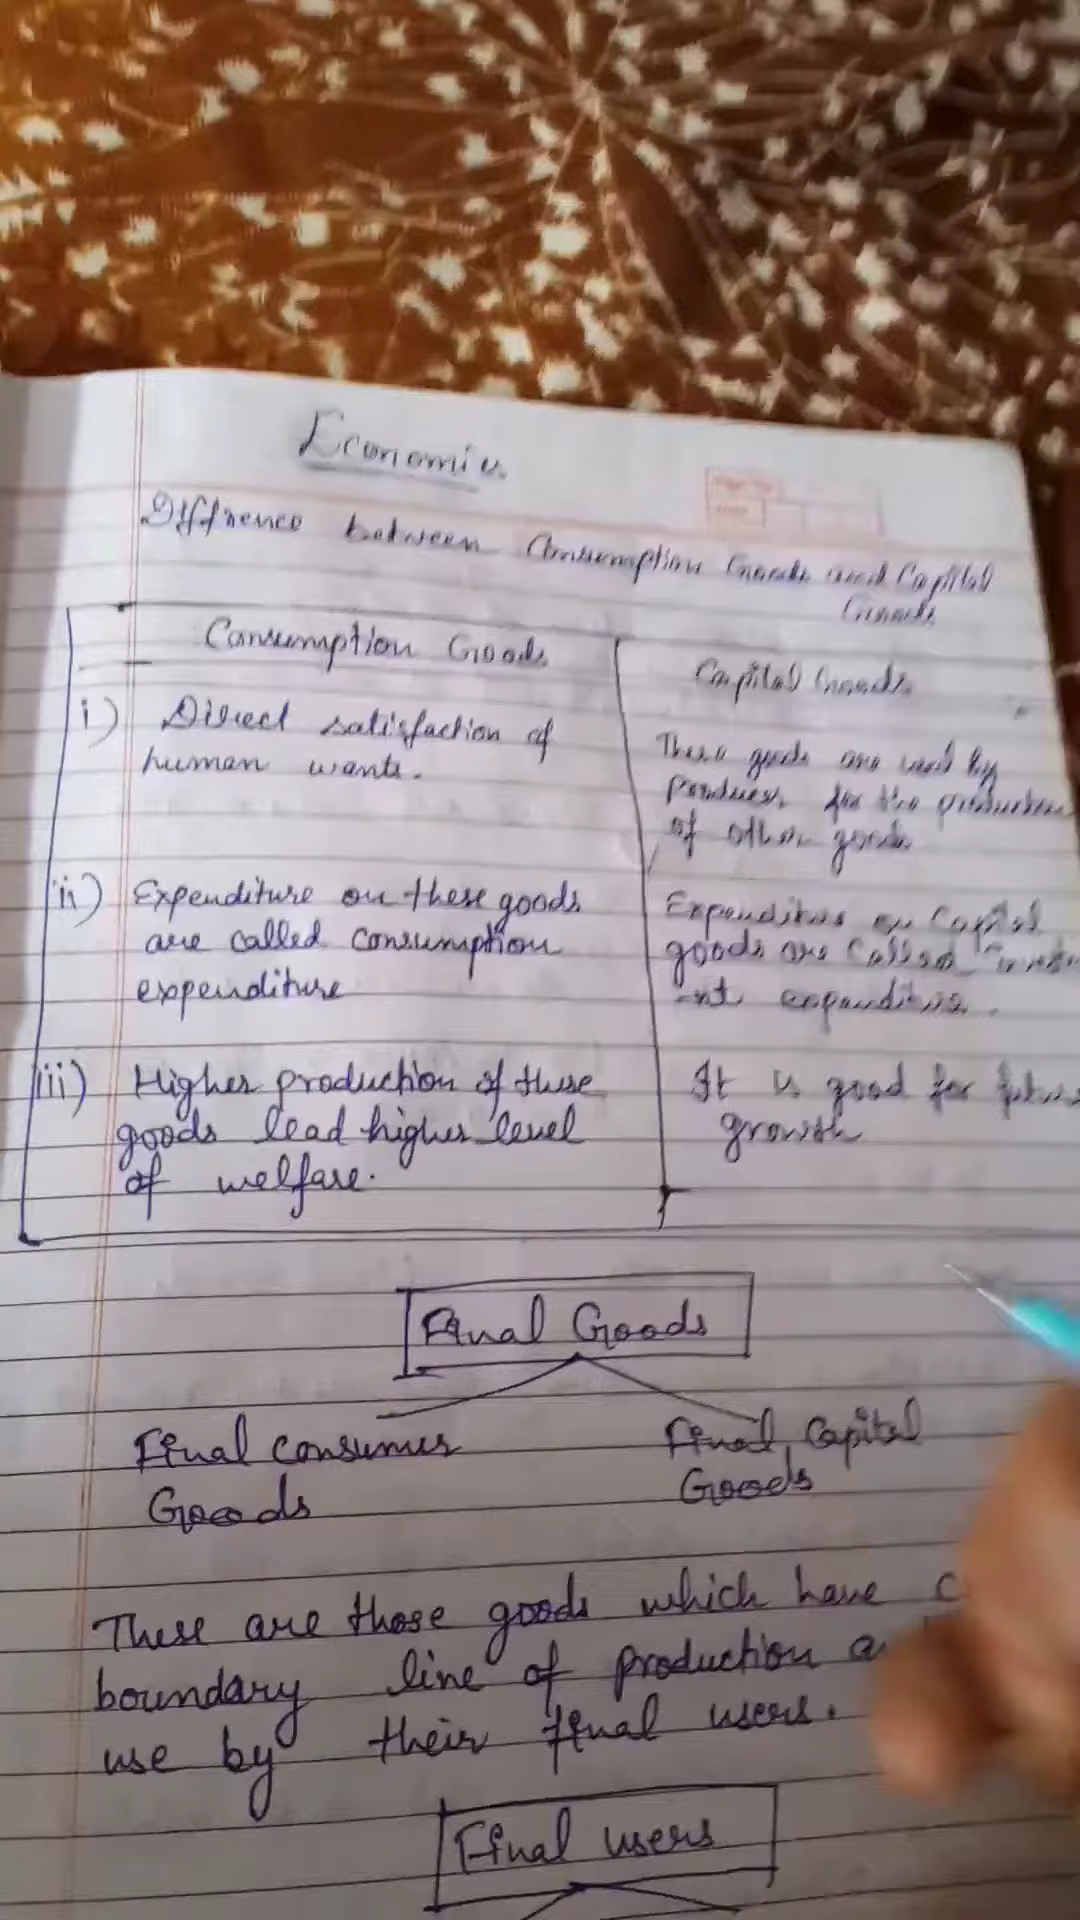 Economics
Diffrence between Consumption Goods and Capital
Goods
Consumption Goods
i) Direct satisfaction of
human wants.
ii) Expenditure on these goods
are called consumption
expenditure
iii) Higher production of these
goods lead higher level
of welfare.
Capital Goods
These goods are used by
producers for the production
of other goods
Expenditure on Capital
goods are called
-nt expenditure.
It is good for future
growth
Final Goods
Final consumer
Goods
Final Capital
Goods
These are those goods which have
boundary line of production
use by their final users.
Final users